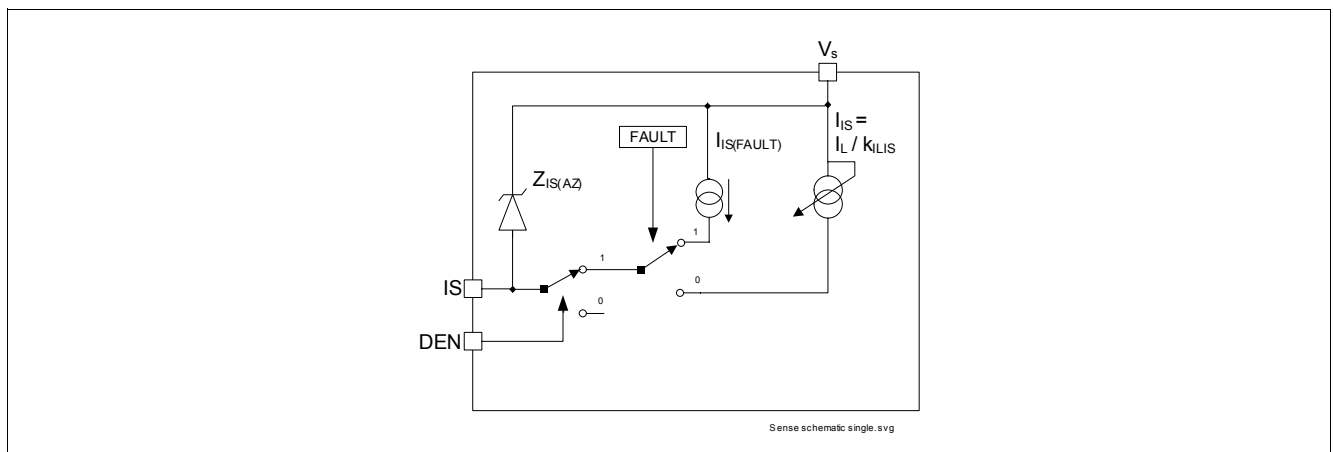 Vs
IIS =
IL / kILIS
FAULT
IIS(FAULT)
ZIS(AZ)
1
1
0
IS
0
DEN
Sense schematic single.svg